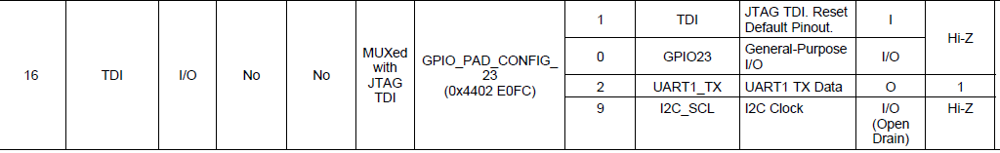 16
TDI
I/O
No
No
MUXed
with
JTAG
TDI
GPIO_PAD_CONFIG_
23
(0x4402 E0FC)
1
TDI
JTAG TDI. Reset
Default Pinout.
I
Hi-Z
0
GPIO23
General-Purpose
I/O
I/O
2
UART1_TX
UART1 TX Data
O
1
9
I2C_SCL
I2C Clock
I/O
(Open
Drain)
Hi-Z